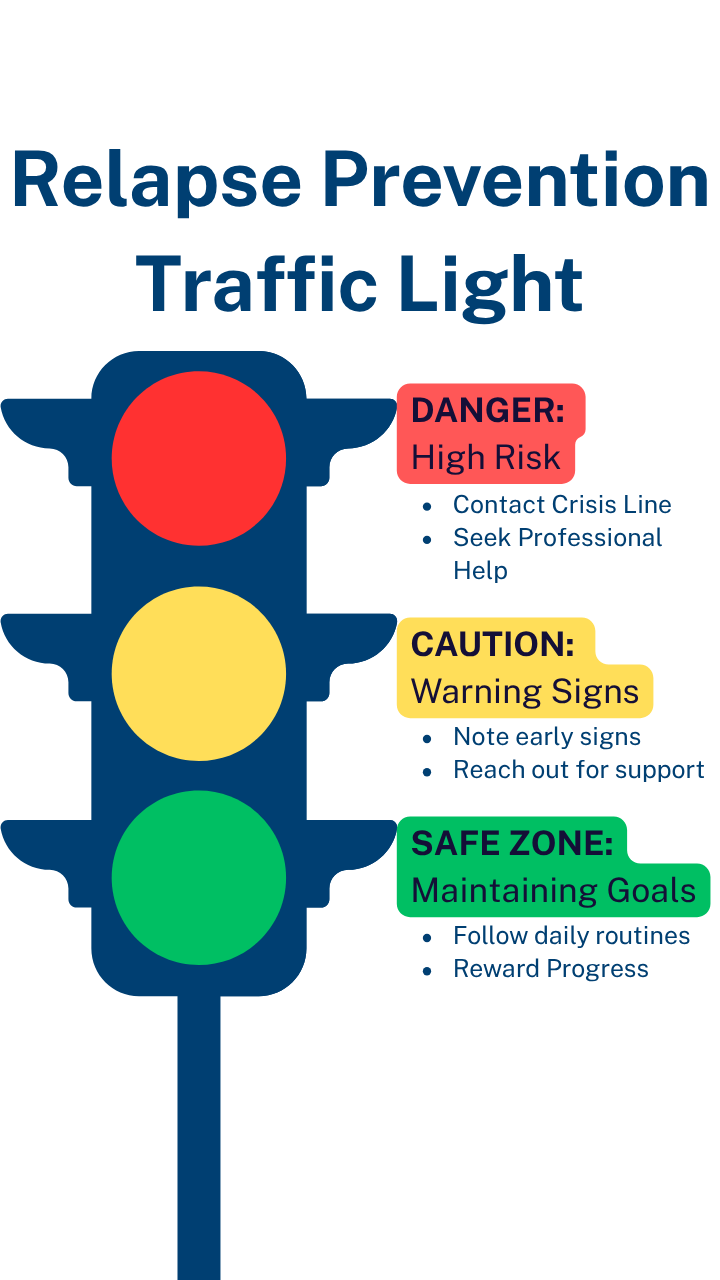 Relapse Prevention
Traffic Light
DANGER:
High Risk
• Contact Crisis Line
• Seek Professional
Help
CAUTION:
Warning Signs
• Note early signs
• Reach out for support
SAFE ZONE:
Maintaining Goals
• Follow daily routines
• Reward Progress